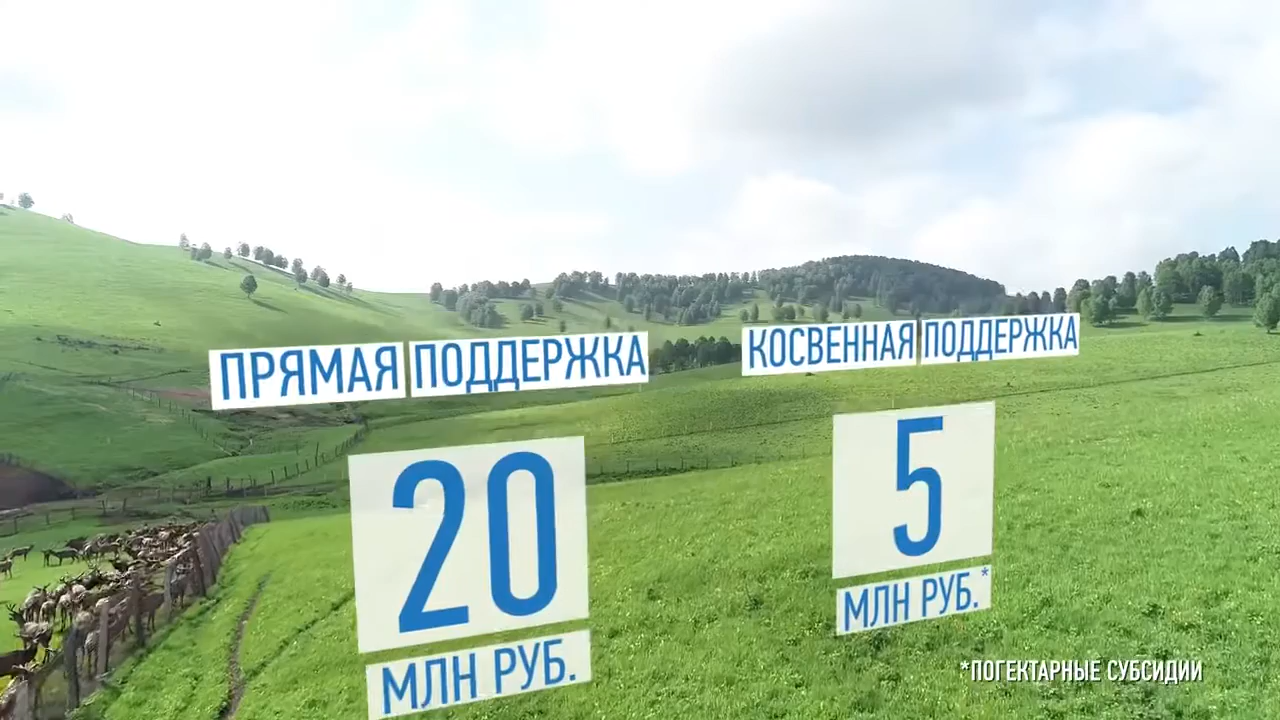 ПРЯМАЯ ПОДДЕРЖКА
20
МЛН РУБ.
КОСВЕННАЯ ПОДДЕРЖКА
5
МЛН РУБ.*
*ПОГЕКТАРНЫЕ СУБСИДИИ